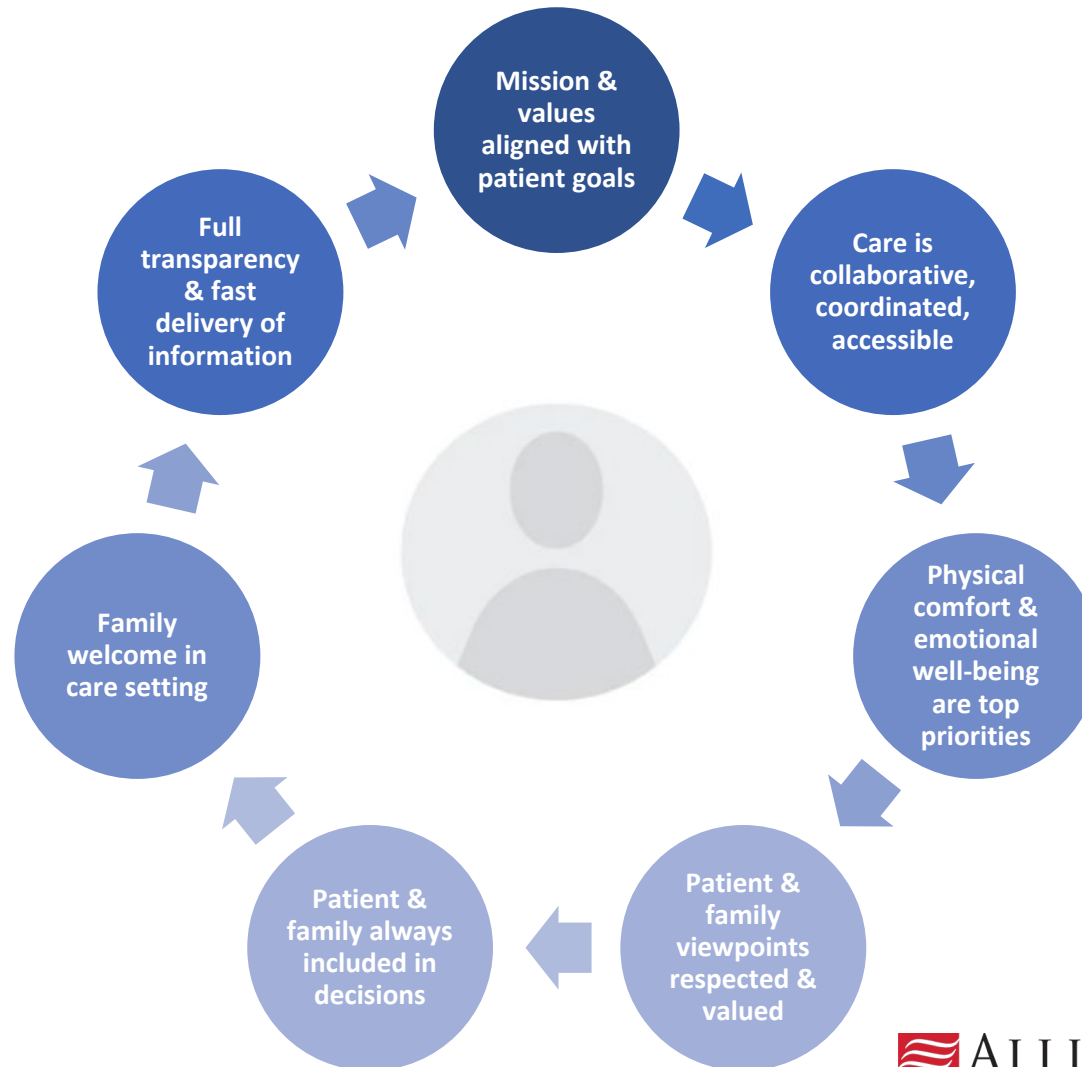 Mission &
values
aligned with
patient goals
Care is
collaborative,
coordinated,
accessible
Physical
comfort &
emotional
well-being
are top
priorities
Patient &
family
viewpoints
respected &
valued
Patient &
family always
included in
decisions
Family
welcome in
care setting
Full
transparency
& fast
delivery of
information